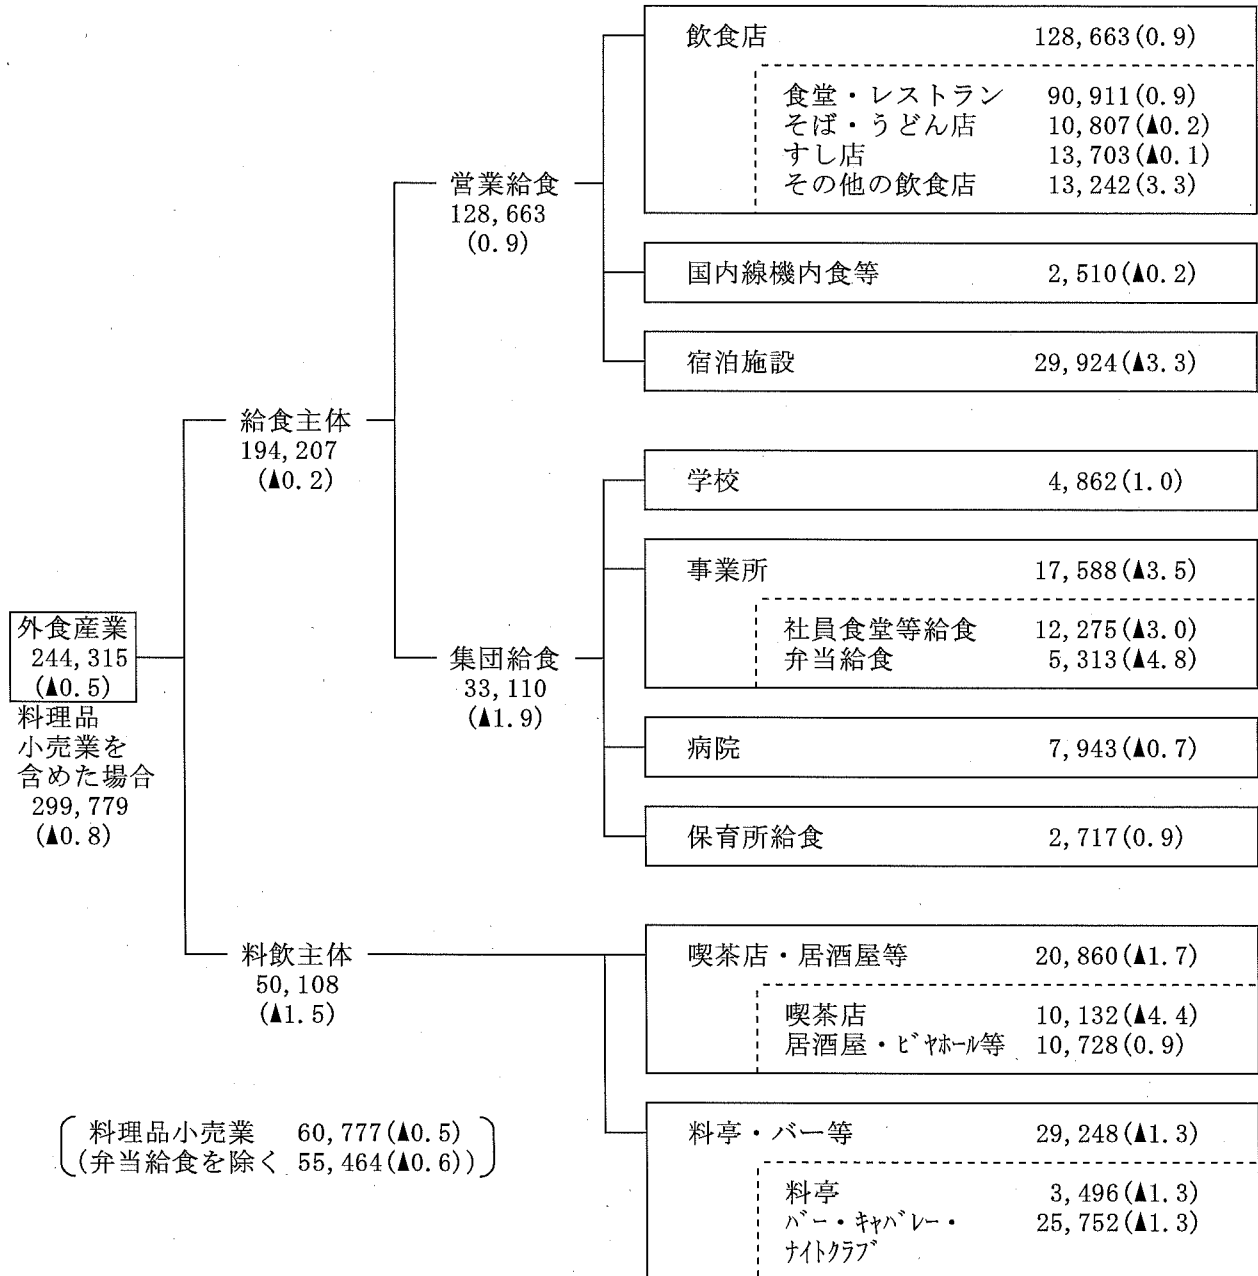 飲食店 128,663(0.9)
食堂・レストラン 90,911(0.9)
そば・うどん店 10,807(▲0.2)
すし店 13,703(▲0.1)
その他の飲食店 13,242(3.3)
営業給食
128,663
(0.9)
国内線機内食等 2,510(▲0.2)
宿泊施設 29,924(▲3.3)
給食主体
194,207
(▲0.2)
学校 4,862(1.0)
事業所 17,588(▲3.5)
社員食堂等給食 12,275(▲3.0)
弁当給食 5,313(▲4.8)
集団給食
33,110
(▲1.9)
病院 7,943(▲0.7)
保育所給食 2,717(0.9)
外食産業
244,315
(▲0.5)
料理品
小売業を
含めた場合
299,779
(▲0.8)
料飲主体
50,108
(▲1.5)
喫茶店・居酒屋等 20,860(▲1.7)
喫茶店 10,132(▲4.4)
居酒屋・ビヤホール等 10,728(0.9)
料亭・バー等 29,248(▲1.3)
料亭 3,496(▲1.3)
バー・キャバレー・ 25,752(▲1.3)
ナイトクラブ
料理品小売業 60,777(▲0.5)
(弁当給食を除く 55,464(▲0.6))